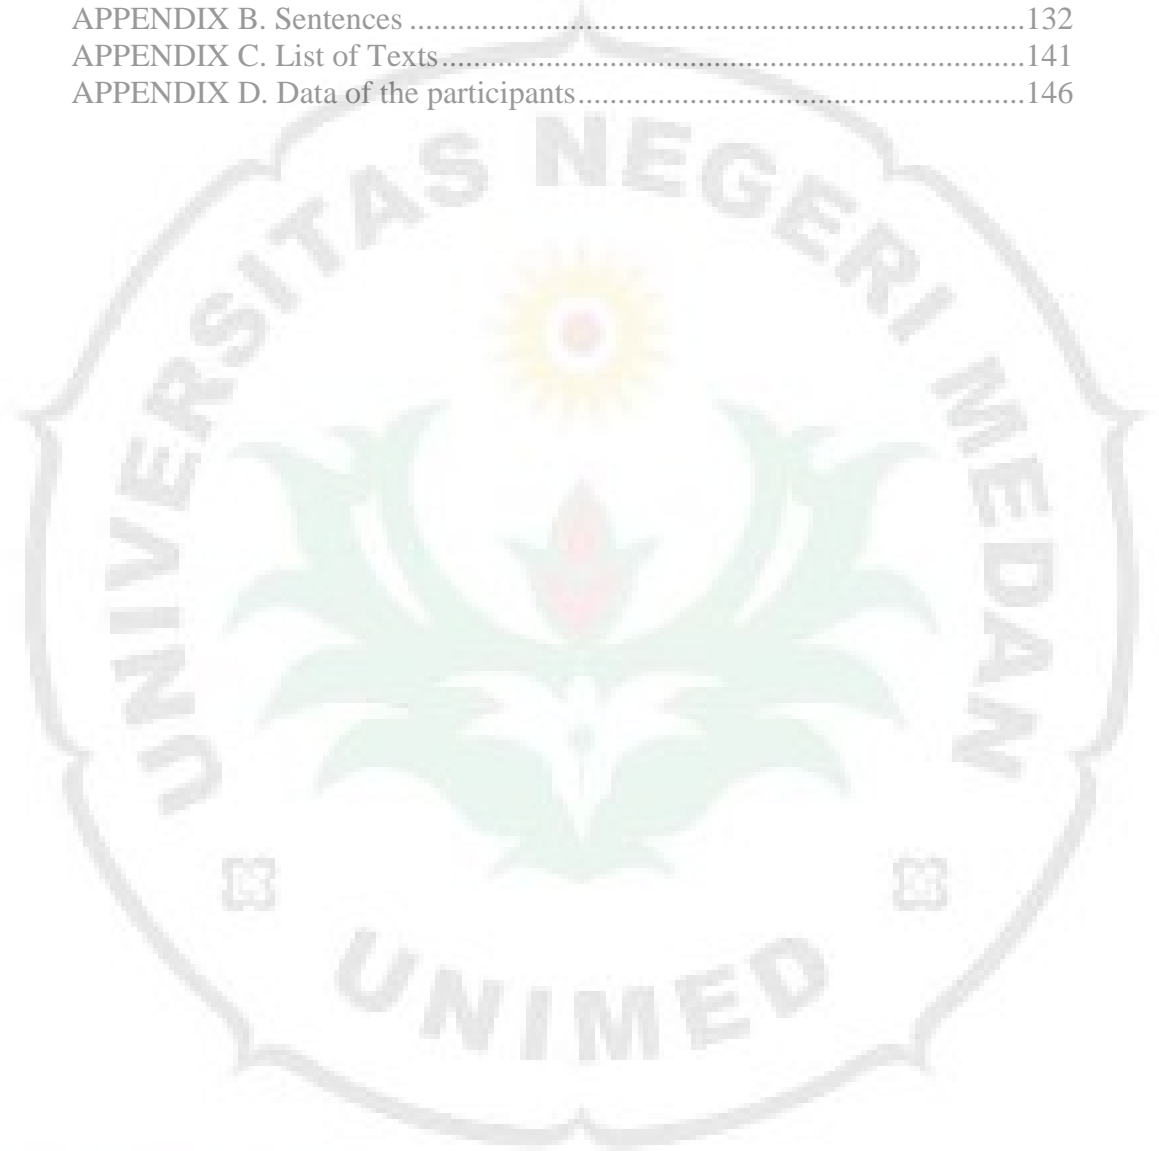 APPENDIX B. Sentences ..........................................................................132
APPENDIX C. List of Texts......................................................................141
APPENDIX D. Data of the participants.....................................................146
UNIVERSITAS NEGERI MEDAN
UNIMED